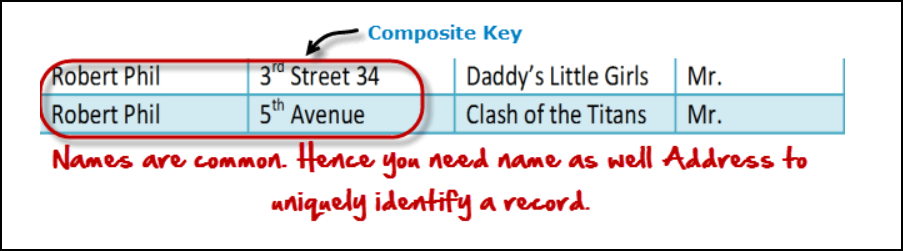 Composite Key
Robert Phil 3rd Street 34 Daddy's Little Girls Mr.
Robert Phil 5th Avenue Clash of the Titans Mr.
Names are common. Hence you need name as well Address to
uniquely identify a record.